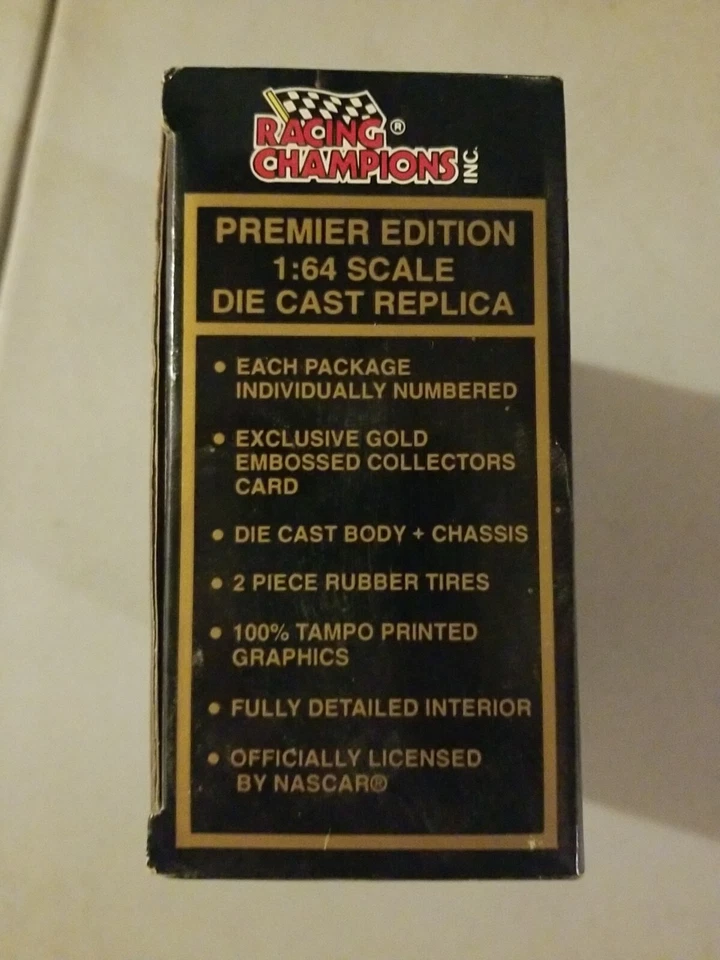 RACING ®
CHAMPIONS INC.
PREMIER EDITION
1:64 SCALE
DIE CAST REPLICA
• EACH PACKAGE
INDIVIDUALLY NUMBERED
• EXCLUSIVE GOLD
EMBOSSED COLLECTORS
CARD
• DIE CAST BODY + CHASSIS
• 2 PIECE RUBBER TIRES
• 100% TAMPO PRINTED
GRAPHICS
• FULLY DETAILED INTERIOR
• OFFICIALLY LICENSED
BY NASCAR®